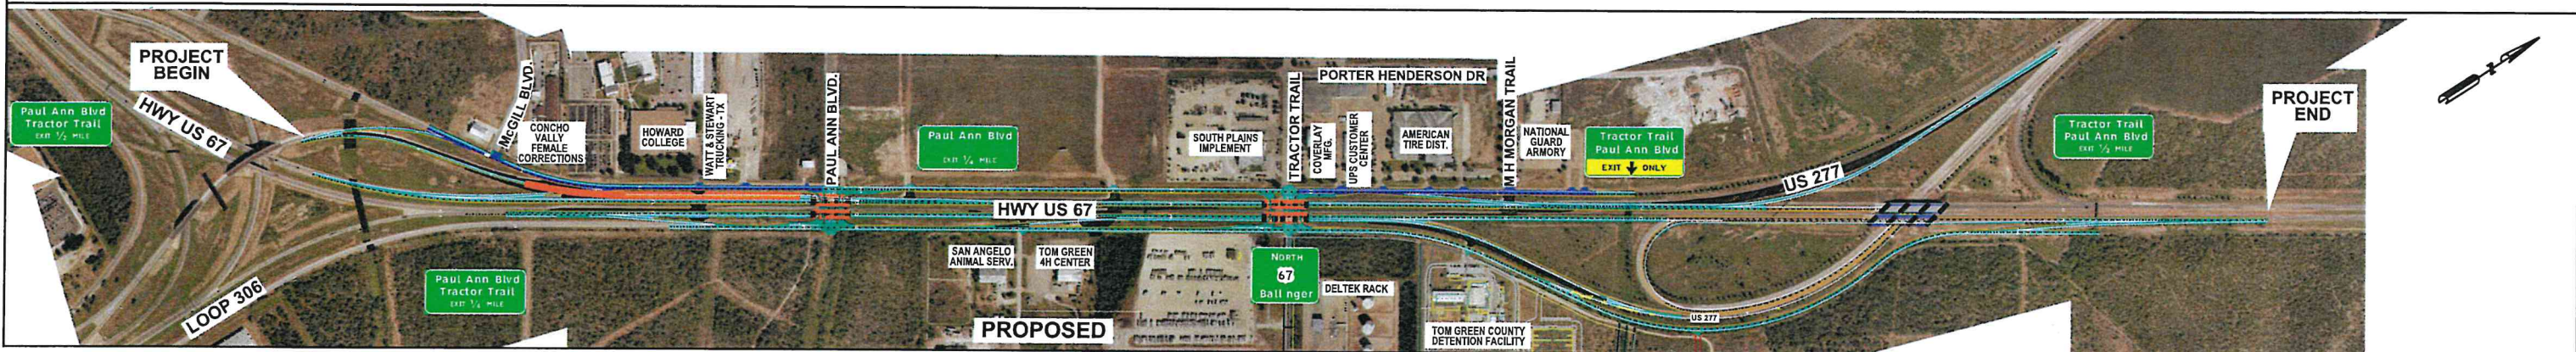 PROJECT
BEGIN
Paul Ann Blvd
Tractor Trail
EXIT ½ MILE
HWY US 67
McGILL BLVD.
CONCHO
VALLY
FEMALE
CORRECTIONS
HOWARD
COLLEGE
WATT & STEWART
TRUCKING - TX
PAUL ANN BLVD.
Paul Ann Blvd
EXIT ¼ MILE
SOUTH PLAINS
IMPLEMENT
TRACTOR TRAIL
PORTER HENDERSON DR
COVERLAY
MFG.
UPS CUSTOMER
CENTER
AMERICAN
TIRE DIST.
M H MORGAN TRAIL
NATIONAL
GUARD
ARMORY
Tractor Trail
Paul Ann Blvd
EXIT ONLY
US 277
Tractor Trail
Paul Ann Blvd
EXIT ½ MILE
PROJECT
END
HWY US 67
LOOP 306
Paul Ann Blvd
Tractor Trail
EXIT ¼ MILE
SAN ANGELO
ANIMAL SERV.
TOM GREEN
4H CENTER
PROPOSED
NORTH
67
Ballinger
DELTEK RACK
TOM GREEN COUNTY
DETENTION FACILITY
US 277